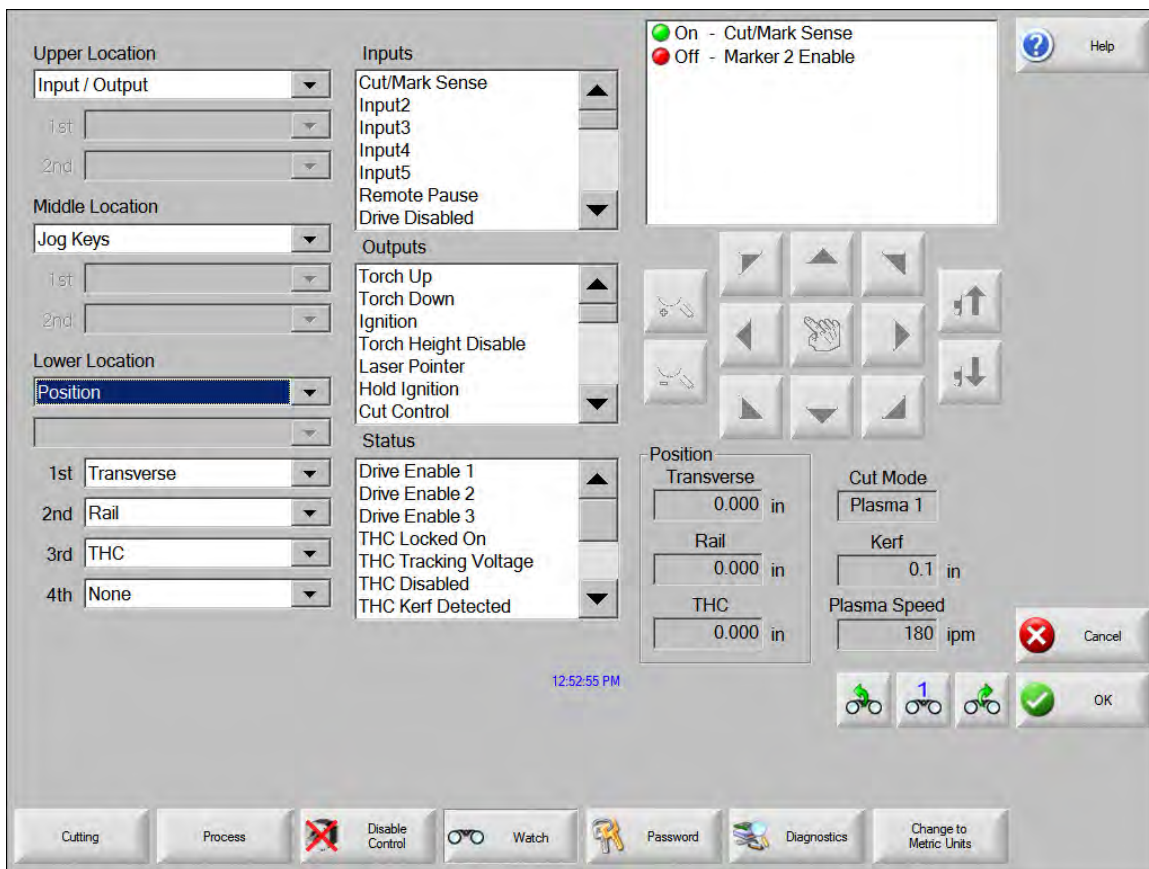 Upper Location
Input / Output
1st
2nd
Middle Location
Jog Keys
1st
2nd
Lower Location
Position
1st Transverse
2nd Rail
3rd THC
4th None
Inputs
Cut/Mark Sense
Input2
Input3
Input4
Input5
Remote Pause
Drive Disabled
Outputs
Torch Up
Torch Down
Ignition
Torch Height Disable
Laser Pointer
Hold Ignition
Cut Control
Status
Drive Enable 1
Drive Enable 2
Drive Enable 3
THC Locked On
THC Tracking Voltage
THC Disabled
THC Kerf Detected
On - Cut/Mark Sense
Off - Marker 2 Enable
Position
Transverse
0.000 in
Rail
0.000 in
THC
0.000 in
Cut Mode
Plasma 1
Kerf
0.1 in
Plasma Speed
180 ipm
Help
Cancel
OK
12:52:55 PM
1
Cutting
Process
Disable
Control
Watch
Password
Diagnostics
Change to
Metric Units